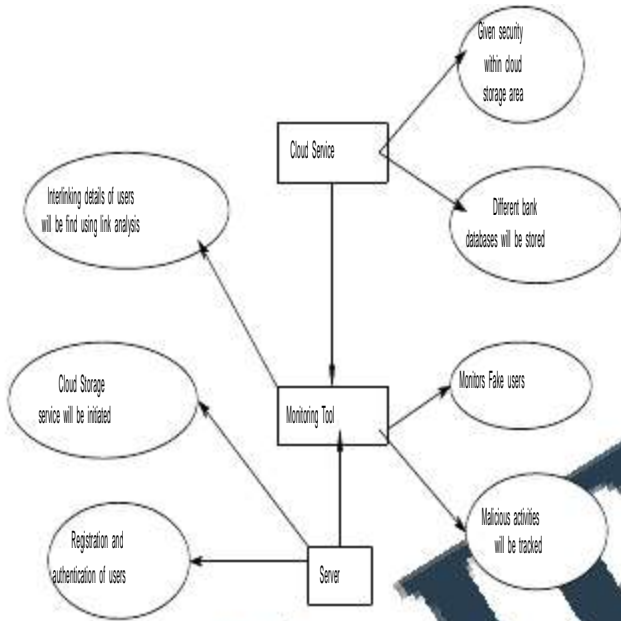 Given security
within cloud
storage area
Cloud Service
Interlinking details of users
will be find using link analysis
Different bank
databases will be stored
Cloud Storage
service will be initiated
Monitoring Tool
Monitors Fake users
Registration and
authentication of users
Server
Malicious activities
will be tracked